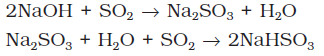 2NaOH + SO₂ → Na₂SO₃ + H₂O
Na₂SO₃ + H₂O + SO₂ → 2NaHSO₃